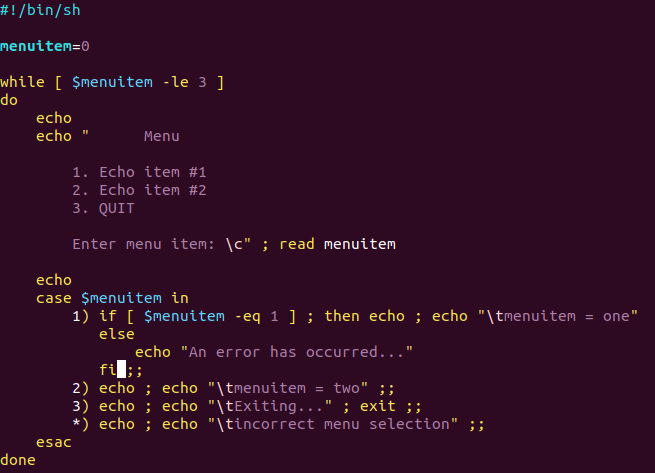 #!/bin/sh

menuitem=0

while [ $menuitem -le 3 ]
do
    echo
    echo "      Menu

        1. Echo item #1
        2. Echo item #2
        3. QUIT

        Enter menu item: \c" ; read menuitem

    echo
    case $menuitem in
        1) if [ $menuitem -eq 1 ] ; then echo ; echo "\tmenuitem = one"
           else
               echo "An error has occurred..."
           fi ;;
        2) echo ; echo "\tmenuitem = two" ;;
        3) echo ; echo "\tExiting..." ; exit ;;
        *) echo ; echo "\tincorrect menu selection" ;;
    esac
done